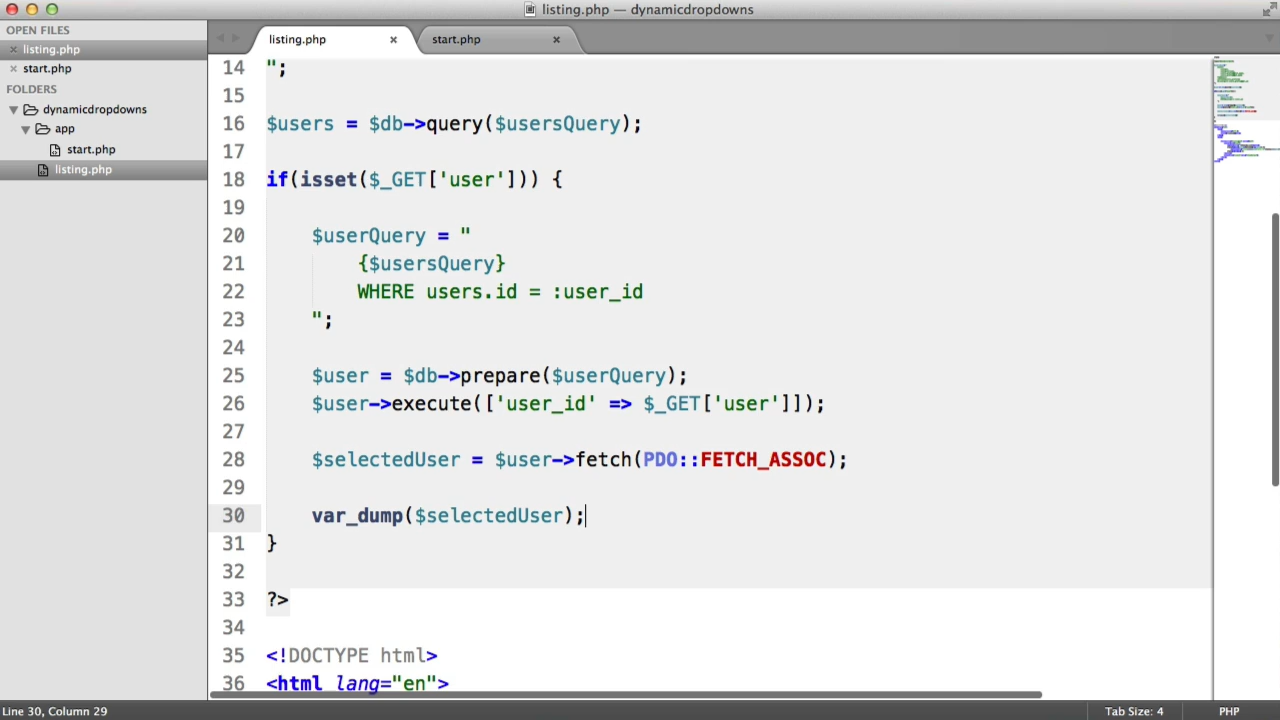 listing.php — dynamicdropdowns
OPEN FILES
listing.php
start.php
FOLDERS
dynamicdropdowns
app
start.php
listing.php
listing.php
start.php
14 ";
15
16 $users = $db->query($usersQuery);
17
18 if(isset($_GET['user'])) {
19
20 $userQuery = "
21 {$usersQuery}
22 WHERE users.id = :user_id
23 ";
24
25 $user = $db->prepare($userQuery);
26 $user->execute(['user_id' => $_GET['user']]);
27
28 $selectedUser = $user->fetch(PDO::FETCH_ASSOC);
29
30 var_dump($selectedUser);
31 }
32
33 ?>
34
35 <!DOCTYPE html>
36 <html lang="en">
Line 30, Column 29
Tab Size: 4
PHP